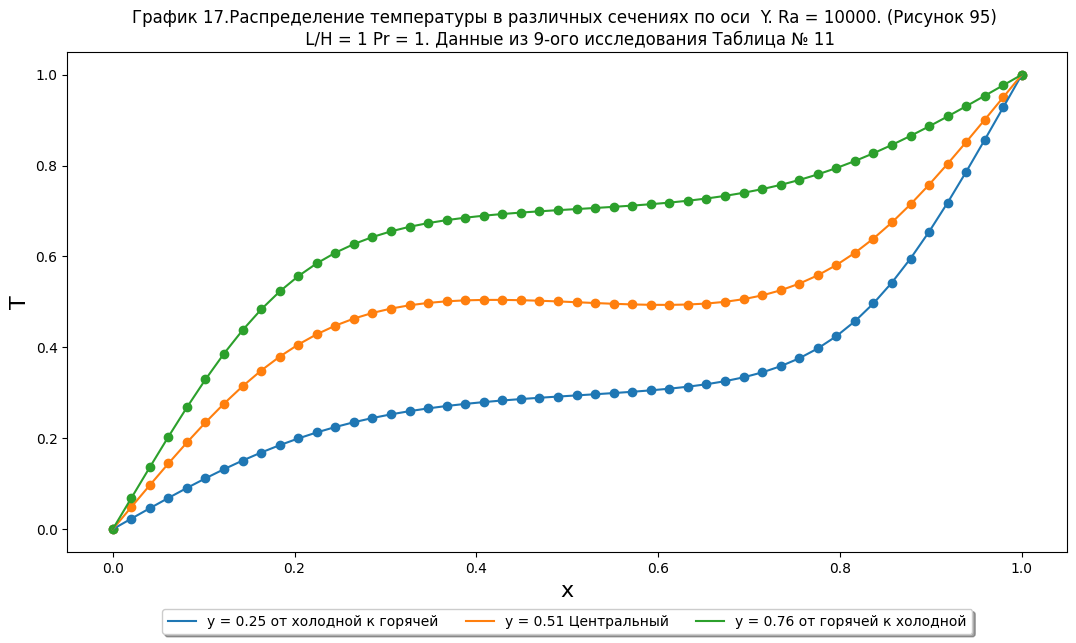 График 17.Распределение температуры в различных сечениях по оси  Y. Ra = 10000. (Рисунок 95)
L/H = 1 Pr = 1. Данные из 9-ого исследования Таблица № 11
1.0
0.8
0.6
0.4
0.2
0.0
T
0.0 0.2 0.4 0.6 0.8 1.0
x
y = 0.25 от холодной к горячей y = 0.51 Центральный y = 0.76 от горячей к холодной